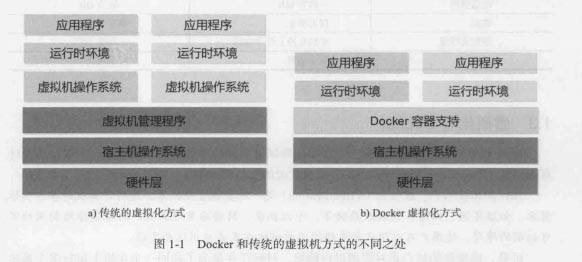 应用程序 应用程序
运行时环境 运行时环境
虚拟机操作系统 虚拟机操作系统
虚拟机管理程序
宿主机操作系统
硬件层
a) 传统的虚拟化方式
应用程序 应用程序
运行时环境 运行时环境
Docker 容器支持
宿主机操作系统
硬件层
b) Docker 虚拟化方式
图 1-1 Docker 和传统的虚拟机方式的不同之处